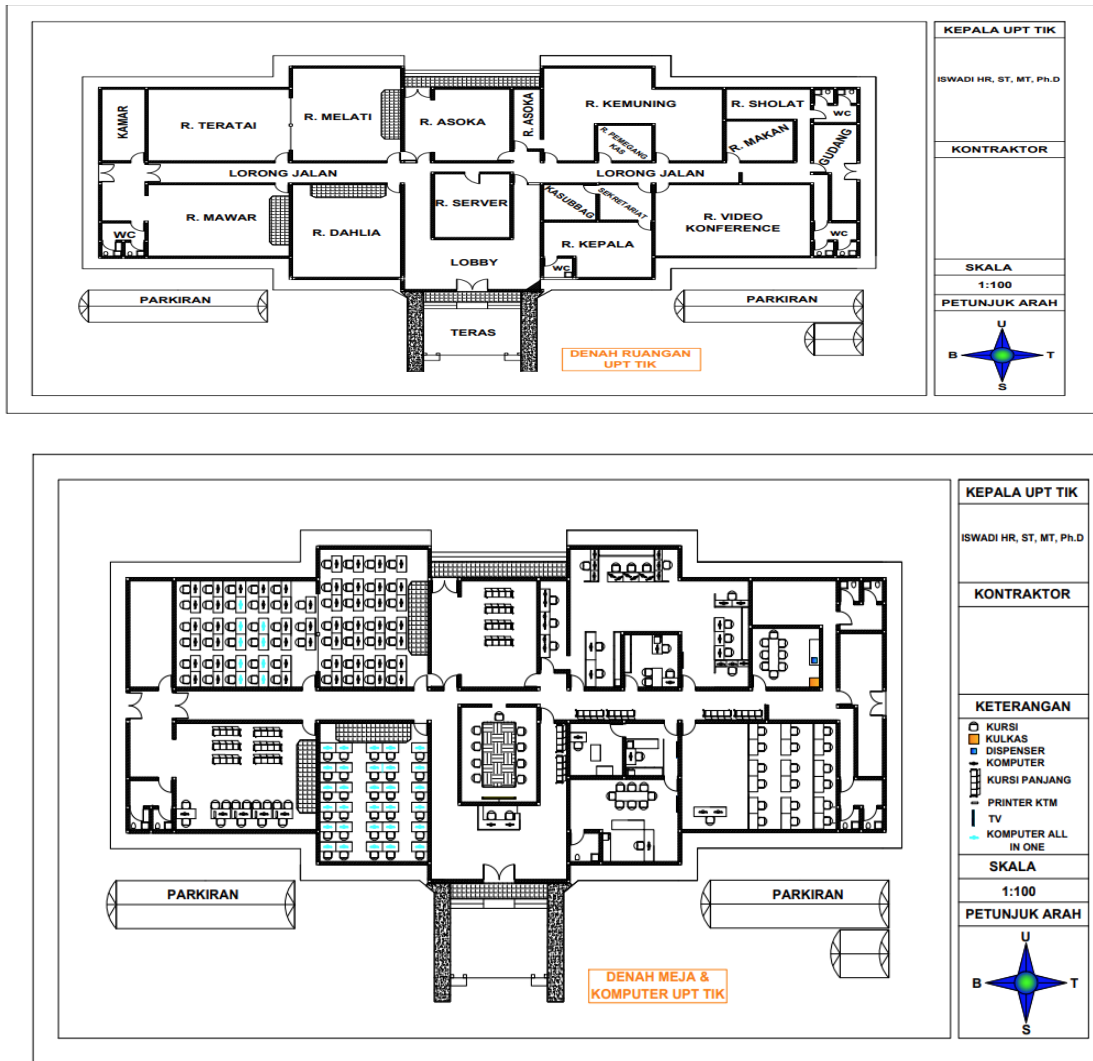 KAMAR
R. TERATAI
R. MELATI
R. ASOKA
R. ASOKA
R. KEMUNING
R. PEMEGANG
KAS
R. SHOLAT
R. MAKAN
WC
GUDANG
LORONG JALAN
LORONG JALAN
R. MAWAR
WC
R. DAHLIA
R. SERVER
LOBBY
KASUBBAG
SEKRETARIAT
R. KEPALA
WC
R. VIDEO
KONFERENCE
WC
PARKIRAN
PARKIRAN
TERAS
DENAH RUANGAN
UPT TIK
KEPALA UPT TIK
ISWADI HR, ST, MT, Ph.D
KONTRAKTOR
SKALA
1:100
PETUNJUK ARAH
U
B
T
S
PARKIRAN
PARKIRAN
DENAH MEJA &
KOMPUTER UPT TIK
KEPALA UPT TIK
ISWADI HR, ST, MT, Ph.D
KONTRAKTOR
KETERANGAN
KURSI
KULKAS
DISPENSER
KOMPUTER
KURSI PANJANG
PRINTER KTM
TV
KOMPUTER ALL
IN ONE
SKALA
1:100
PETUNJUK ARAH
U
B
T
S